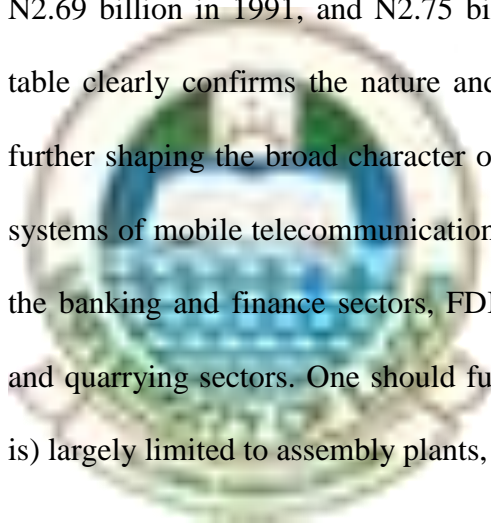 N2.69 billion in 1991, and N2.75 bi
table clearly confirms the nature and
further shaping the broad character o
systems of mobile telecommunication
the banking and finance sectors, FDI
and quarrying sectors. One should fu
is) largely limited to assembly plants,